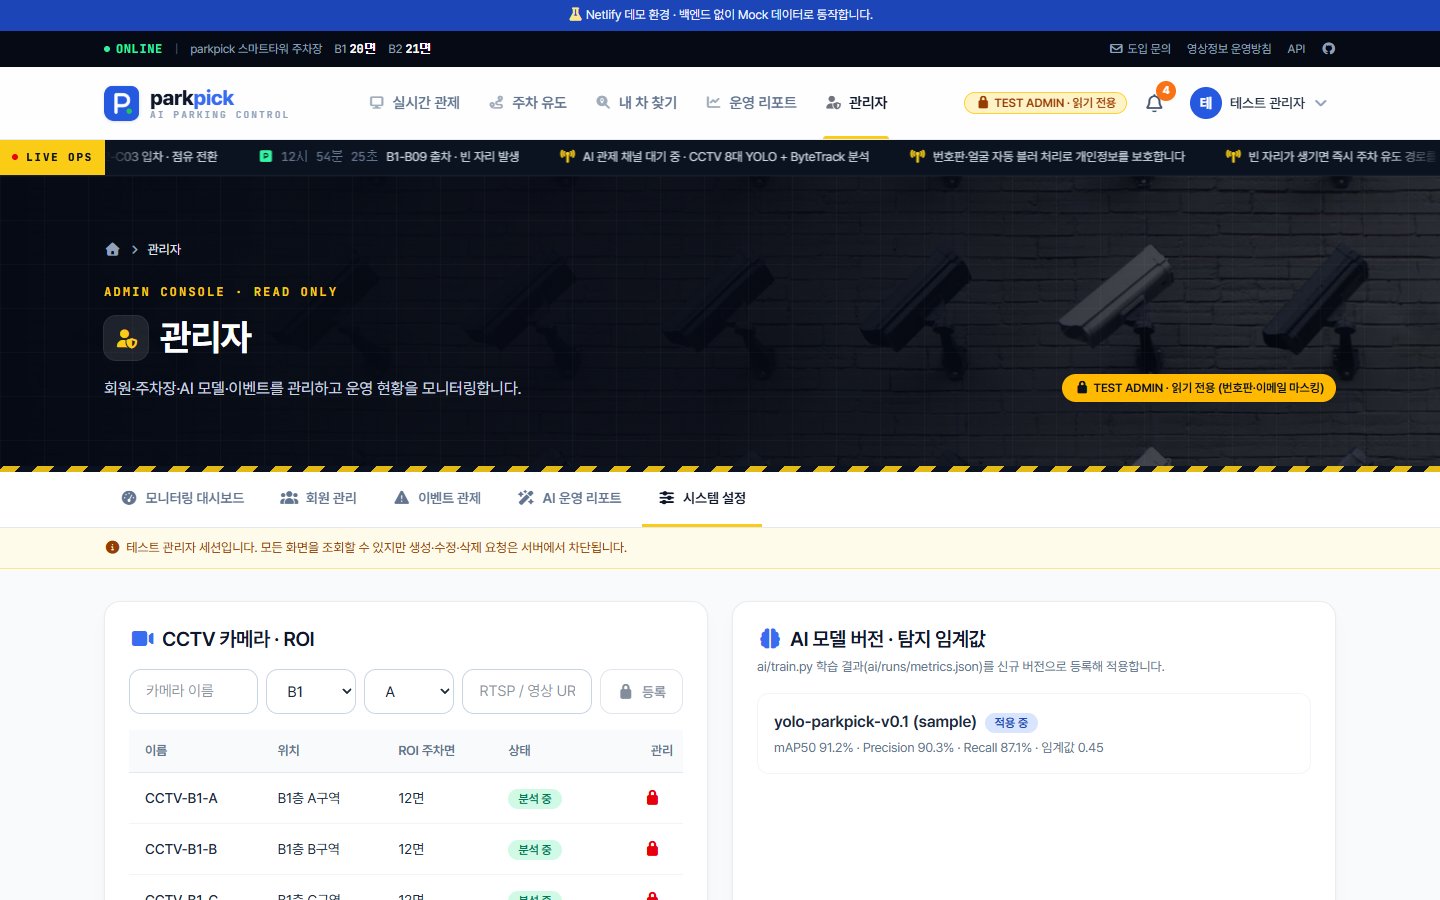 Netlify 데모 환경 · 백엔드 없이 Mock 데이터로 동작합니다.
ONLINE
parkpick 스마트타워 주차장 B1 20면 B2 21면
도입 문의 영상정보 운영방침 API
parkpick
AI PARKING CONTROL
실시간 관제 주차 유도 내 차 찾기 운영 리포트 관리자
TEST ADMIN · 읽기 전용
4
테 테스트 관리자
LIVE OPS
-C03 입차 · 점유 전환
12시 54분 25초 B1-B09 출차 · 빈 자리 발생
AI 관제 채널 대기 중 · CCTV 8대 YOLO + ByteTrack 분석
번호판·얼굴 자동 블러 처리로 개인정보를 보호합니다
빈 자리가 생기면 즉시 주차 유도 경로를
관리자
ADMIN CONSOLE · READ ONLY
관리자
회원·주차장·AI 모델·이벤트를 관리하고 운영 현황을 모니터링합니다.
TEST ADMIN · 읽기 전용 (번호판·이메일 마스킹)
모니터링 대시보드 회원 관리 이벤트 관제 AI 운영 리포트 시스템 설정
테스트 관리자 세션입니다. 모든 화면을 조회할 수 있지만 생성·수정·삭제 요청은 서버에서 차단됩니다.
CCTV 카메라 · ROI
카메라 이름 B1 A RTSP / 영상 UR 등록
이름 위치 ROI 주차면 상태 관리
CCTV-B1-A B1층 A구역 12면 분석 중
CCTV-B1-B B1층 B구역 12면 분석 중
CCTV-B1-C B1층 C구역 12면 분석 중
AI 모델 버전 · 탐지 임계값
ai/train.py 학습 결과(ai/runs/metrics.json)를 신규 버전으로 등록해 적용합니다.
yolo-parkpick-v0.1 (sample) 적용 중
mAP50 91.2% · Precision 90.3% · Recall 87.1% · 임계값 0.45